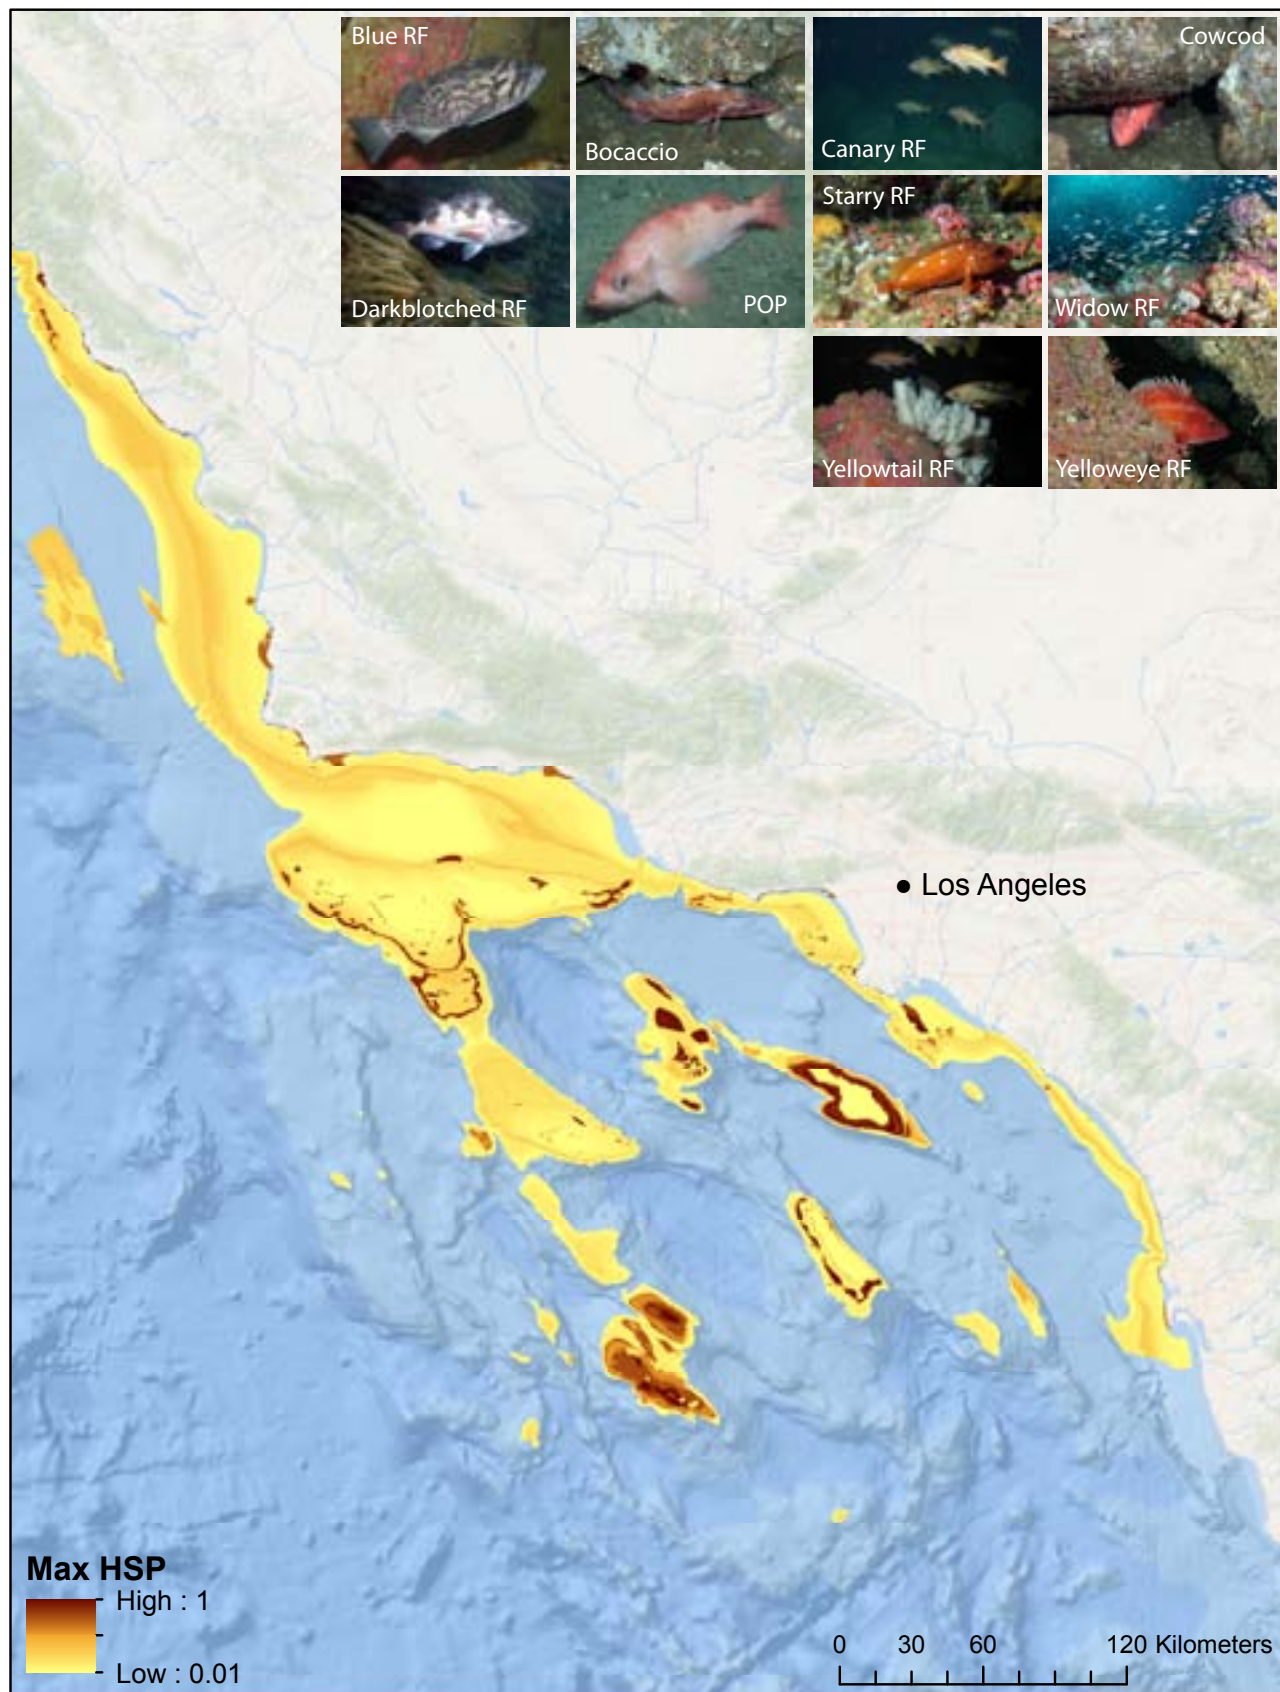 Blue RF
Bocaccio
Canary RF
Cowcod
Darkblotched RF
POP
Starry RF
Widow RF
Yellowtail RF
Yelloweye RF
Los Angeles
Max HSP
High : 1
Low : 0.01
0 30 60 120 Kilometers